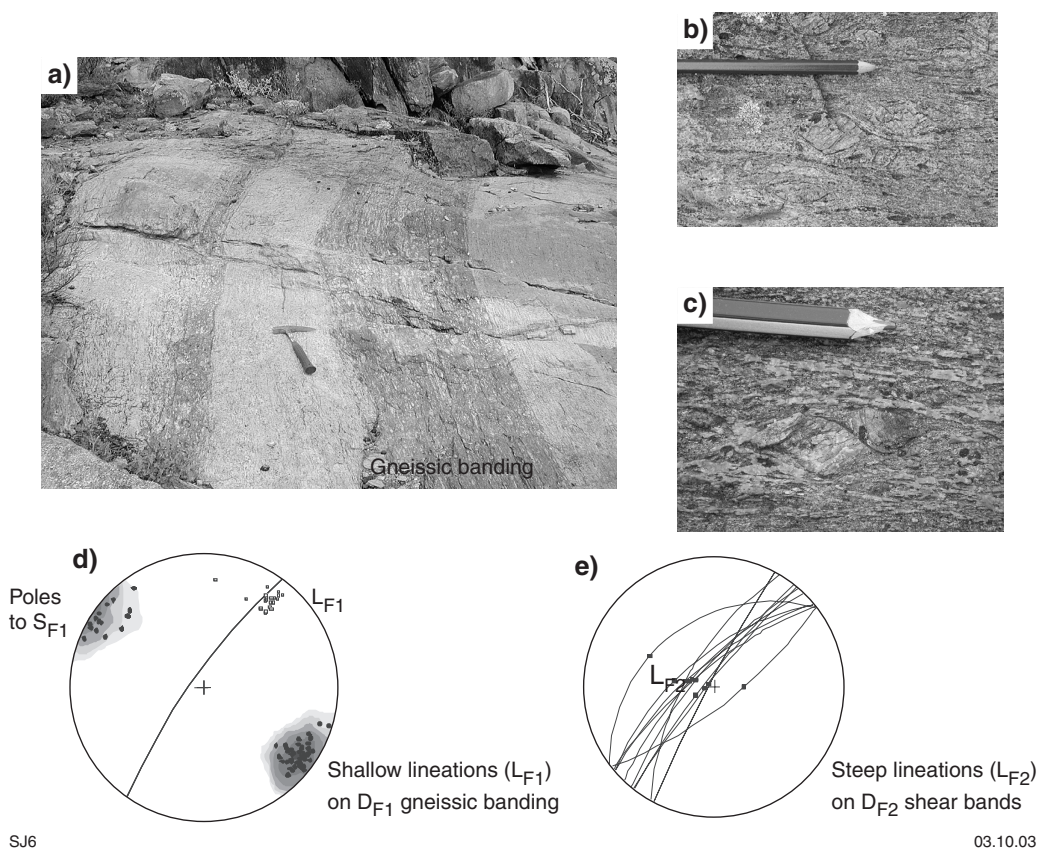 a)
Gneissic banding
b)
c)
d)
Poles
to SF1
LF1
Shallow lineations (LF1)
on DF1 gneissic banding
e)
LF2
Steep lineations (LF2)
on DF2 shear bands
SJ6
03.10.03